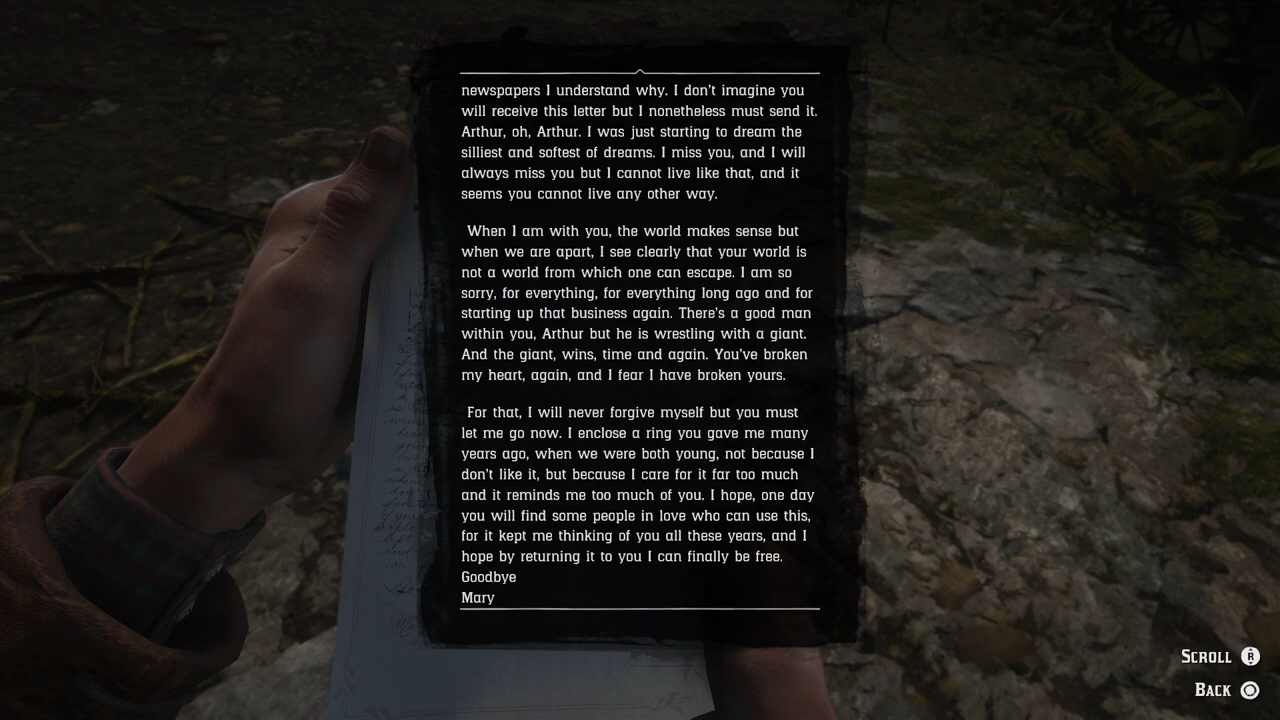 newspapers I understand why. I don't imagine you
will receive this letter but I nonetheless must send it.
Arthur, oh, Arthur. I was just starting to dream the
silliest and softest of dreams. I miss you, and I will
always miss you but I cannot live like that, and it
seems you cannot live any other way.
When I am with you, the world makes sense but
when we are apart, I see clearly that your world is
not a world from which one can escape. I am so
sorry, for everything, for everything long ago and for
starting up that business again. There's a good man
within you, Arthur but he is wrestling with a giant.
And the giant, wins, time and again. You've broken
my heart, again, and I fear I have broken yours.
For that, I will never forgive myself but you must
let me go now. I enclose a ring you gave me many
years ago, when we were both young, not because I
don't like it, but because I care for it far too much
and it reminds me too much of you. I hope, one day
you will find some people in love who can use this,
for it kept me thinking of you all these years, and I
hope by returning it to you I can finally be free.
Goodbye
Mary
Scroll R
Back